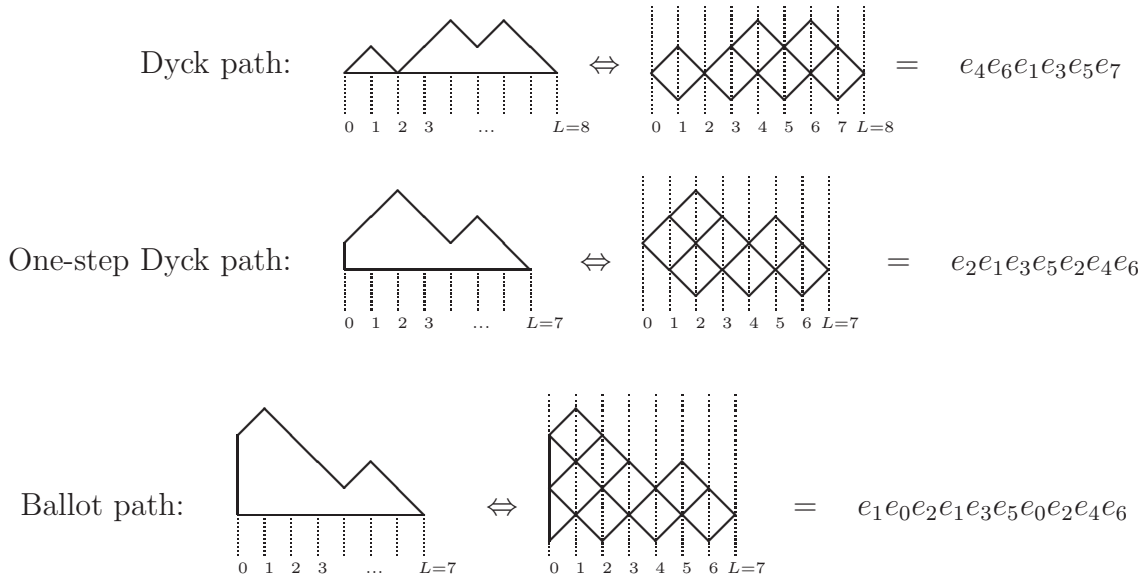 Dyck path: ⇔ = e₄e₆e₁e₃e₅e₇
0 1 2 3 ... L=8 0 1 2 3 4 5 6 7 L=8
One-step Dyck path: ⇔ = e₂e₁e₃e₅e₂e₄e₆
0 1 2 3 ... L=7 0 1 2 3 4 5 6 L=7
Ballot path: ⇔ = e₁e₀e₂e₁e₃e₅e₀e₂e₄e₆
0 1 2 3 ... L=7 0 1 2 3 4 5 6 L=7